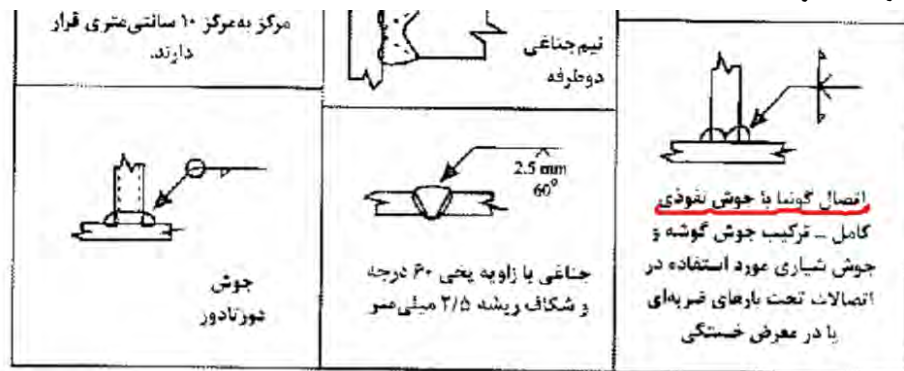 اتصال گونیا با جوش نفوذی
کامل ــ ترکیب جوش گوشه و
جوش شیاری مورد استفاده در
اتصالات تحت بارهای ضربه‌ای
یا در معرض خستگی
نیم‌جناغی
دوطرفه
2.5 mm
60°
جناغی با زاویه پخی ۶۰ درجه
و شکاف ریشه ۲/۵ میلی‌متر
مرکز به‌مرکز ۱۰ سانتی‌متری قرار
دارند.
جوش
دورتادور